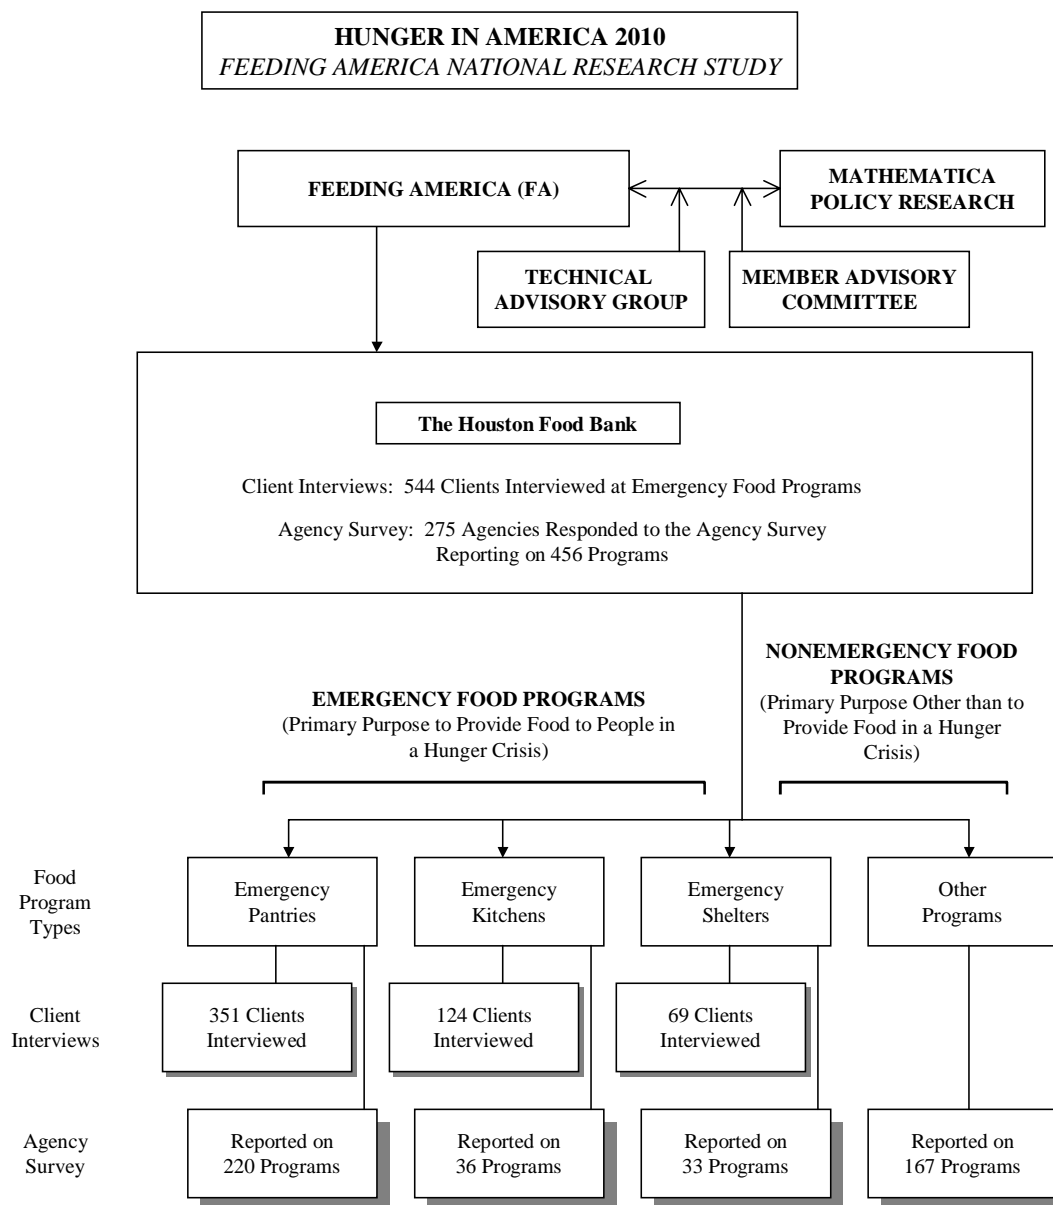 HUNGER IN AMERICA 2010
FEEDING AMERICA NATIONAL RESEARCH STUDY
FEEDING AMERICA (FA)
MATHEMATICA
POLICY RESEARCH
TECHNICAL
ADVISORY GROUP
MEMBER ADVISORY
COMMITTEE
The Houston Food Bank
Client Interviews: 544 Clients Interviewed at Emergency Food Programs
Agency Survey: 275 Agencies Responded to the Agency Survey
Reporting on 456 Programs
EMERGENCY FOOD PROGRAMS
(Primary Purpose to Provide Food to People in
a Hunger Crisis)
NONEMERGENCY FOOD
PROGRAMS
(Primary Purpose Other than to
Provide Food in a Hunger
Crisis)
Food
Program
Types
Emergency
Pantries
Emergency
Kitchens
Emergency
Shelters
Other
Programs
Client
Interviews
351 Clients
Interviewed
124 Clients
Interviewed
69 Clients
Interviewed
Agency
Survey
Reported on
220 Programs
Reported on
36 Programs
Reported on
33 Programs
Reported on
167 Programs